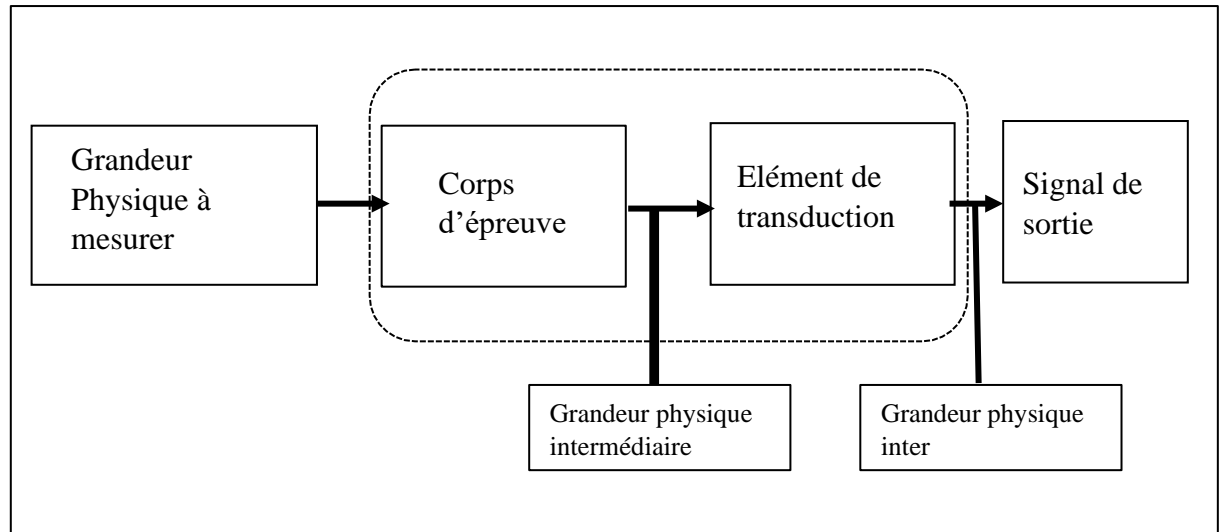 Grandeur
Physique à
mesurer
Corps
d’épreuve
Elément de
transduction
Signal de
sortie
Grandeur physique
intermédiaire
Grandeur physique
inter